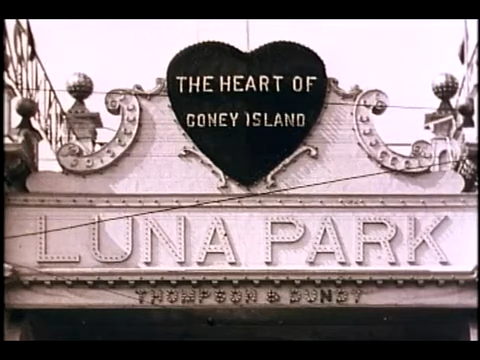 THE HEART OF
CONEY ISLAND
LUNA PARK
THOMPSON & DUNDY